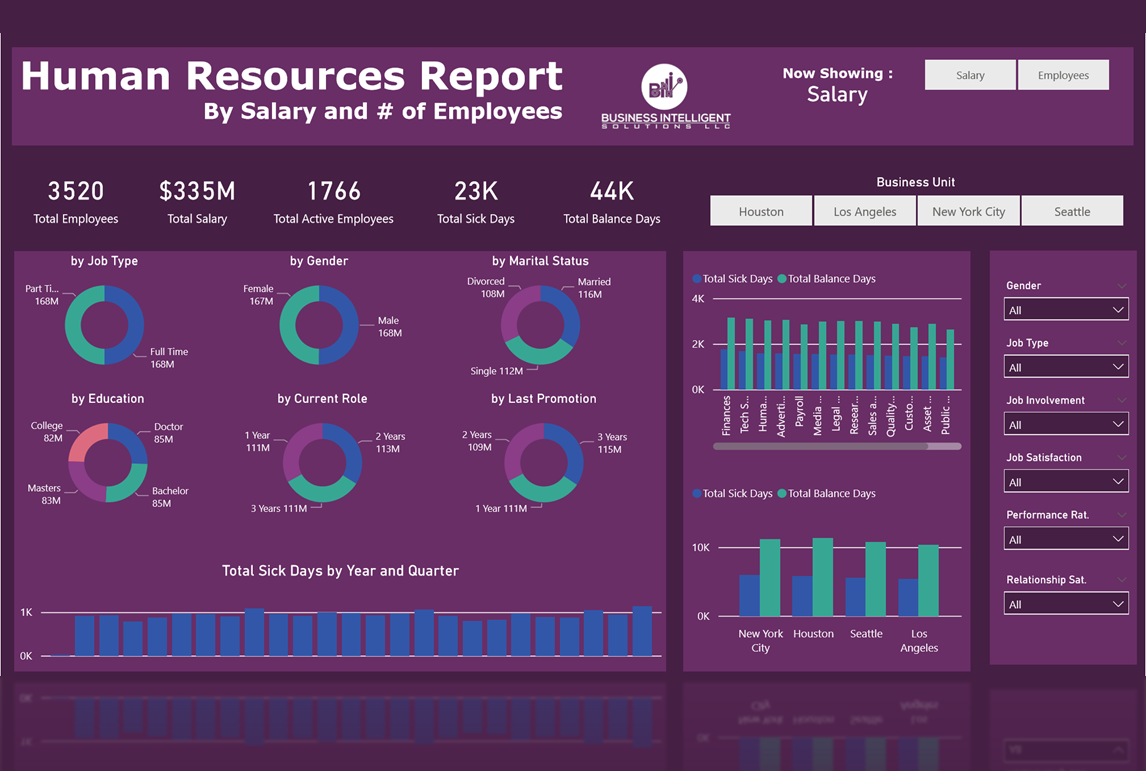 Human Resources Report
By Salary and # of Employees
BIS
BUSINESS INTELLIGENT
SOLUTIONS LLC
Now Showing :
Salary
Salary
Employees
3520
Total Employees
$335M
Total Salary
1766
Total Active Employees
23K
Total Sick Days
44K
Total Balance Days
Business Unit
Houston
Los Angeles
New York City
Seattle
by Job Type
Part Ti...
168M
Full Time
168M
by Gender
Female
167M
Male
168M
by Marital Status
Divorced
108M
Married
116M
Single 112M
by Education
College
82M
Doctor
85M
Masters
83M
Bachelor
85M
by Current Role
1 Year
111M
2 Years
113M
3 Years 111M
by Last Promotion
2 Years
109M
3 Years
115M
1 Year 111M
Total Sick Days by Year and Quarter
1K
0K
Total Sick Days
Total Balance Days
4K
2K
0K
Finances
Tech S...
Huma...
Adverti...
Payroll
Media ...
Legal ...
Resear...
Sales a...
Quality...
Custo...
Asset ...
Public ...
Total Sick Days
Total Balance Days
10K
0K
New York
City
Houston
Seattle
Los
Angeles
Gender
All
Job Type
All
Job Involvement
All
Job Satisfaction
All
Performance Rat.
All
Relationship Sat.
All